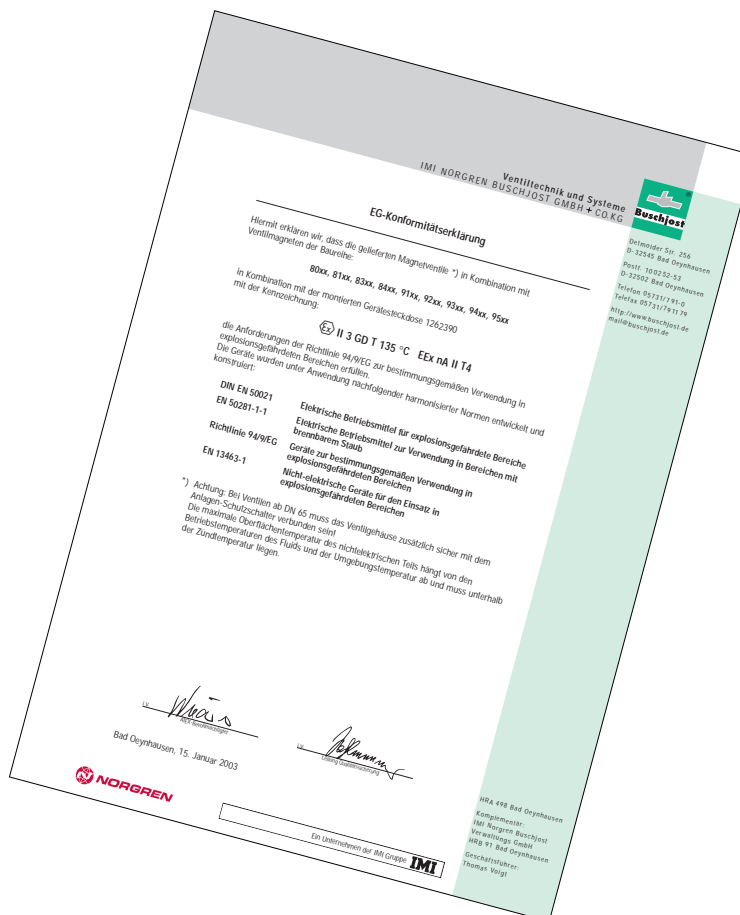 Ventiltechnik und Systeme
IMI NORGREN BUSCHJOST GMBH + CO.KG
Buschjost
®
Detmolder Str. 256
D-32545 Bad Oeynhausen
Postf. 10 02 52-53
D-32502 Bad Oeynhausen
Telefon 05731/791-0
Telefax 05731/79 11 79
http://www.buschjost.de
mail@buschjost.de
EG-Konformitätserklärung
Hiermit erklären wir, dass die gelieferten Magnetventile *) in Kombination mit
Ventilmagneten der Baureihe:
80xx, 81xx, 83xx, 84xx, 91xx, 92xx, 93xx, 94xx, 95xx
in Kombination mit der montierten Gerätesteckdose 1262390
mit der Kennzeichnung:
Ex II 3 GD T 135 °C EEx nA II T4
die Anforderungen der Richtlinie 94/9/EG zur bestimmungsgemäßen Verwendung in
explosionsgefährdeten Bereichen erfüllen.
Die Geräte wurden unter Anwendung nachfolgender harmonisierter Normen entwickelt und
konstruiert:
DIN EN 50021 Elektrische Betriebsmittel für explosionsgefährdete Bereiche
EN 50281-1-1 Elektrische Betriebsmittel zur Verwendung in Bereichen mit
brennbarem Staub
Richtlinie 94/9/EG Geräte zur bestimmungsgemäßen Verwendung in
explosionsgefährdeten Bereichen
EN 13463-1 Nicht-elektrische Geräte für den Einsatz in
explosionsgefährdeten Bereichen
*) Achtung: Bei Ventilen ab DN 65 muss das Ventilgehäuse zusätzlich sicher mit dem
Anlagen-Schutzschalter verbunden sein!
Die maximale Oberflächentemperatur des nichtelektrischen Teils hängt von den
Betriebstemperaturen des Fluids und der Umgebungstemperatur ab und muss unterhalb
der Zündtemperatur liegen.
i.V.
ATEX-Bevollmächtigter
i.V.
Leitung Qualitätssicherung
Bad Oeynhausen, 15. Januar 2003
NORGREN
Ein Unternehmen der IMI Gruppe IMI
HRA 498 Bad Oeynhausen
Komplementär:
IMI Norgren Buschjost
Verwaltungs GmbH
HRB 91 Bad Oeynhausen
Geschäftsführer:
Thomas Voigt